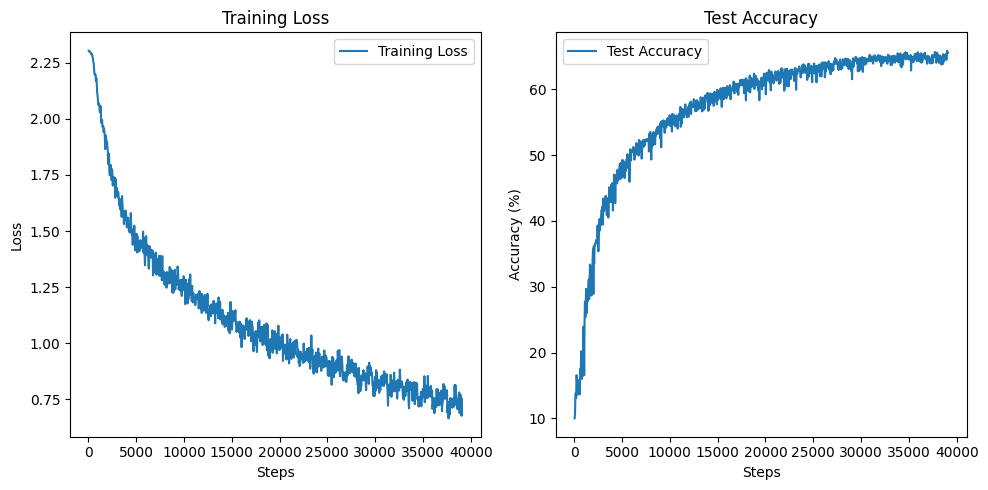 Training Loss
Training Loss
2.25
2.00
1.75
1.50
1.25
1.00
0.75
Loss
0 5000 10000 15000 20000 25000 30000 35000 40000
Steps
Test Accuracy
Test Accuracy
60
50
40
30
20
10
Accuracy (%)
0 5000 10000 15000 20000 25000 30000 35000 40000
Steps